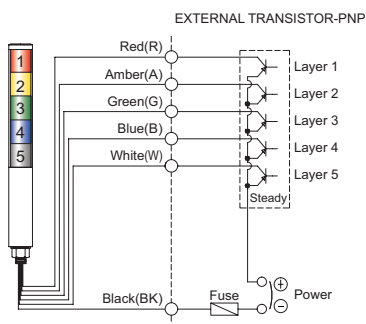 EXTERNAL TRANSISTOR-PNP
Red(R)
Amber(A)
Green(G)
Blue(B)
White(W)
1
2
3
4
5
Layer 1
Layer 2
Layer 3
Layer 4
Layer 5
Steady
Black(BK)
Fuse
+
Power
−